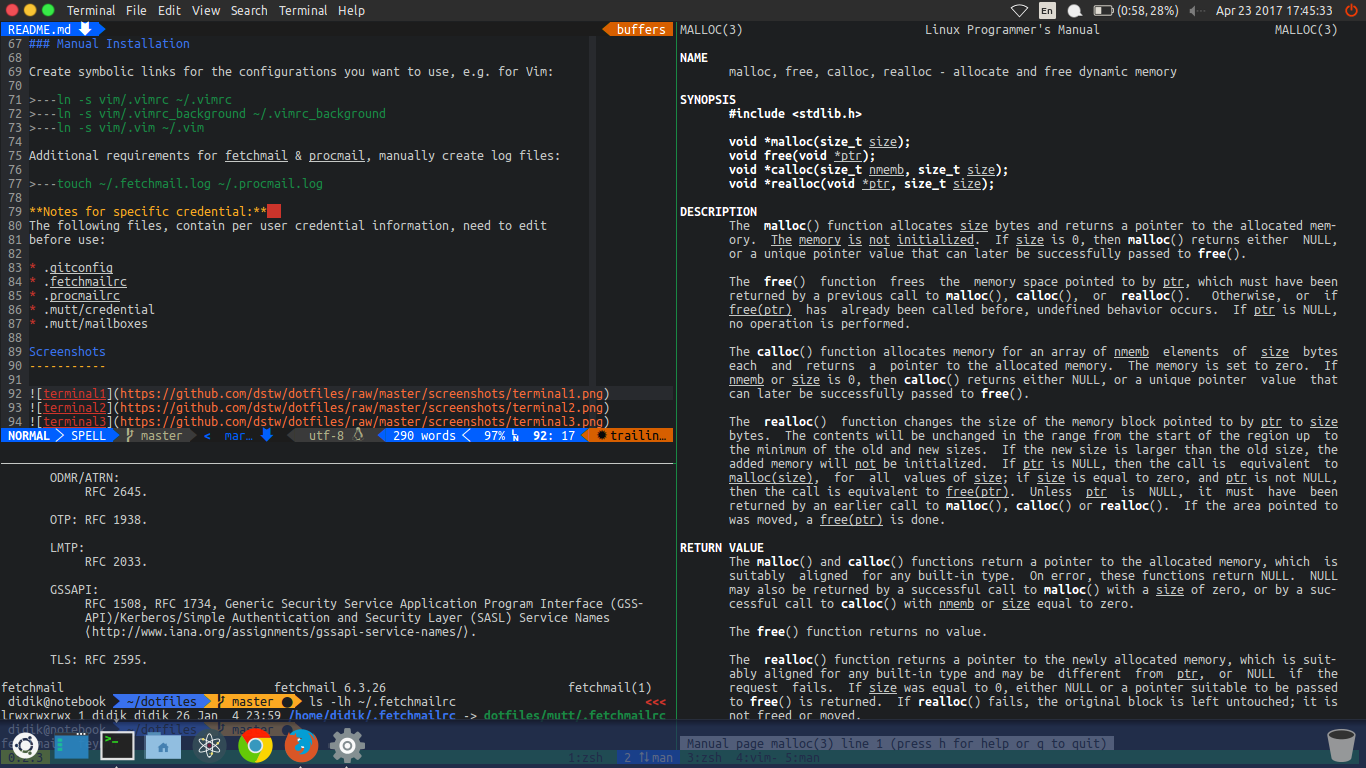 Terminal File Edit View Search Terminal Help En (0:58, 28%) Apr 23 2017 17:45:33
README.md buffers
67 ### Manual Installation
68
69 Create symbolic links for the configurations you want to use, e.g. for Vim:
70
71 >---ln -s vim/.vimrc ~/.vimrc
72 >---ln -s vim/.vimrc_background ~/.vimrc_background
73 >---ln -s vim/.vim ~/.vim
74
75 Additional requirements for fetchmail & procmail, manually create log files:
76
77 >---touch ~/.fetchmail.log ~/.procmail.log
78
79 **Notes for specific credential:**
80 The following files, contain per user credential information, need to edit
81 before use:
82
83 * .gitconfig
84 * .fetchmailrc
85 * .procmailrc
86 * .mutt/credential
87 * .mutt/mailboxes
88
89 Screenshots
90 -----------
91
92 ![terminal1](https://github.com/dstw/dotfiles/raw/master/screenshots/terminal1.png)
93 ![terminal2](https://github.com/dstw/dotfiles/raw/master/screenshots/terminal2.png)
94 ![terminal3](https://github.com/dstw/dotfiles/raw/master/screenshots/terminal3.png)
NORMAL SPELL master < mar… utf-8 290 words 97% 92: 17 trailin…
ODMR/ATRN:
RFC 2645.
OTP: RFC 1938.
LMTP:
RFC 2033.
GSSAPI:
RFC 1508, RFC 1734, Generic Security Service Application Program Interface (GSS-
API)/Kerberos/Simple Authentication and Security Layer (SASL) Service Names
⟨http://www.iana.org/assignments/gssapi-service-names/⟩.
TLS: RFC 2595.
fetchmail fetchmail 6.3.26 fetchmail(1)
didik@notebook ~/dotfiles master ls -lh ~/.fetchmailrc <<<
lrwxrwxrwx 1 didik didik 26 Jan 4 23:59 /home/didik/.fetchmailrc -> dotfiles/mutt/.fetchmailrc
didik@notebook ~/dotfiles master
MALLOC(3) Linux Programmer's Manual MALLOC(3)
NAME
malloc, free, calloc, realloc - allocate and free dynamic memory
SYNOPSIS
#include <stdlib.h>
void *malloc(size_t size);
void free(void *ptr);
void *calloc(size_t nmemb, size_t size);
void *realloc(void *ptr, size_t size);
DESCRIPTION
The malloc() function allocates size bytes and returns a pointer to the allocated mem-
ory. The memory is not initialized. If size is 0, then malloc() returns either NULL,
or a unique pointer value that can later be successfully passed to free().
The free() function frees the memory space pointed to by ptr, which must have been
returned by a previous call to malloc(), calloc(), or realloc(). Otherwise, or if
free(ptr) has already been called before, undefined behavior occurs. If ptr is NULL,
no operation is performed.
The calloc() function allocates memory for an array of nmemb elements of size bytes
each and returns a pointer to the allocated memory. The memory is set to zero. If
nmemb or size is 0, then calloc() returns either NULL, or a unique pointer value that
can later be successfully passed to free().
The realloc() function changes the size of the memory block pointed to by ptr to size
bytes. The contents will be unchanged in the range from the start of the region up to
the minimum of the old and new sizes. If the new size is larger than the old size, the
added memory will not be initialized. If ptr is NULL, then the call is equivalent to
malloc(size), for all values of size; if size is equal to zero, and ptr is not NULL,
then the call is equivalent to free(ptr). Unless ptr is NULL, it must have been
returned by an earlier call to malloc(), calloc() or realloc(). If the area pointed to
was moved, a free(ptr) is done.
RETURN VALUE
The malloc() and calloc() functions return a pointer to the allocated memory, which is
suitably aligned for any built-in type. On error, these functions return NULL. NULL
may also be returned by a successful call to malloc() with a size of zero, or by a suc-
cessful call to calloc() with nmemb or size equal to zero.
The free() function returns no value.
The realloc() function returns a pointer to the newly allocated memory, which is suit-
ably aligned for any built-in type and may be different from ptr, or NULL if the
request fails. If size was equal to 0, either NULL or a pointer suitable to be passed
to free() is returned. If realloc() fails, the original block is left untouched; it is
not freed or moved.
Manual page malloc(3) line 1 (press h for help or q to quit)
1:zsh 2 man 3:zsh 4:vim- 5:man